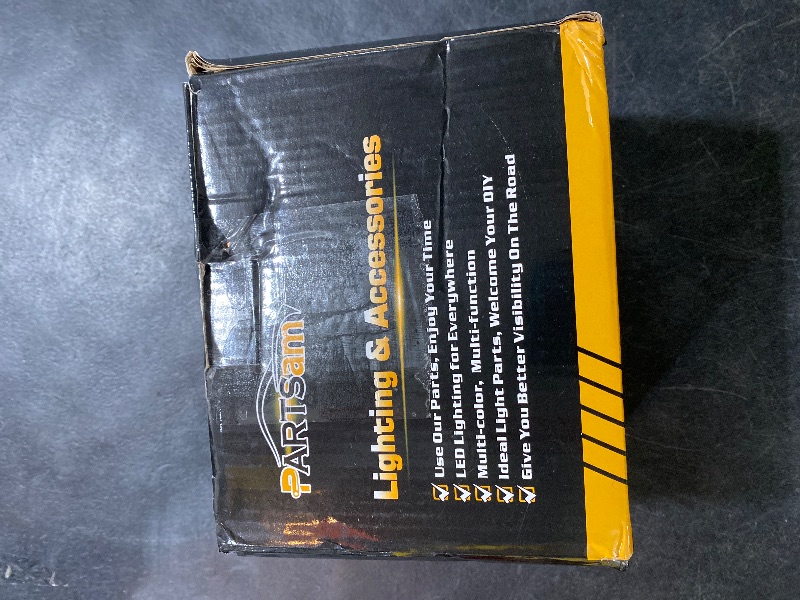 PARTSam
Lighting & Accessories
Use Our Parts, Enjoy Your Time
LED Lighting for Everywhere
Multi-color, Multi-function
Ideal Light Parts, Welcome Your DIY
Give You Better Visibility On The Road